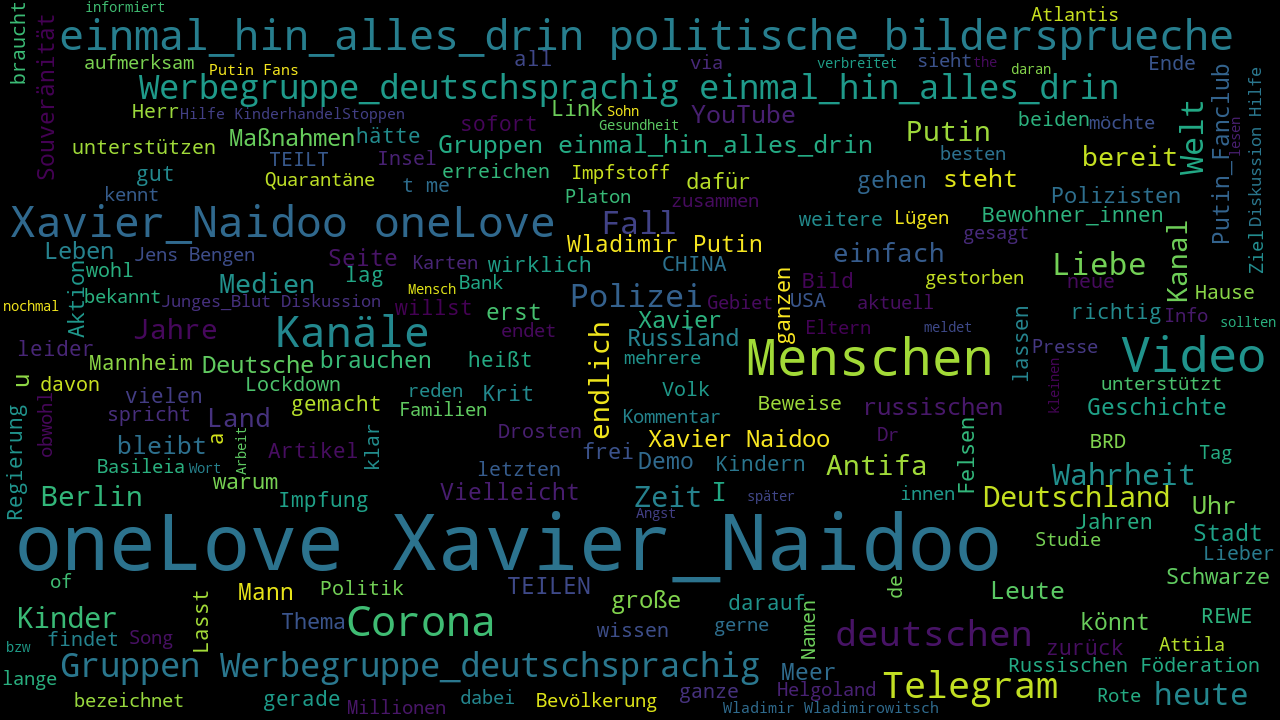 informiert
braucht
einmal_hin_alles_drin politische_bildersprueche
Atlantis
Souveränität
aufmerksam
Putin Fans
all
via
verbreitet
sieht
the
daran
Ende
Werbegruppe_deutschsprachig einmal_hin_alles_drin
Herr
Hilfe KinderhandelStoppen
Link
Sohn
YouTube
beiden
möchte
Welt
Putin_Fanclub
Diskussion Hilfe
lesen
sofort
Gesundheit
Maßnahmen
hätte
Gruppen einmal_hin_alles_drin
Putin
unterstützen
TEILT
Insel
besten
bereit
gut
Quarantäne
erreichen
Impfstoff
dafür
gehen
steht
t me
kennt
Platon
zusammen
Polizisten
Xavier_Naidoo oneLove
Fall
weitere
Lügen
Bewohner_innen
gesagt
Kanal
Ziel
Leben
Jens Bengen
Seite
Wladimir Putin
einfach
wohl
Medien
lag
Karten
wirklich
CHINA
Liebe
Aktion
bekannt
Junges_Blut Diskussion
Mensch
Bank
Polizei
Gebiet
ganzen
USA
Bild
aktuell
gestorben
neue
Hause
nochmal
willst
erst
Xavier
richtig
Info
sollten
Jahre
Kanäle
endet
endlich
Russland
Eltern
meldet
lassen
leider
Mannheim
Deutsche
brauchen
heißt
mehrere
Menschen
Presse
Video
u
davon
Lockdown
reden
Krit
Volk
kleinen
unterstützt
vielen
gemacht
Familien
Kommentar
Beweise
russischen
Geschichte
obwohl
spricht
Land
a
Drosten
Xavier Naidoo
Dr
BRD
Regierung
bleibt
Arbeit
Artikel
klar
frei
Demo
Kindern
Antifa
Felsen
Tag
Basileia
Wort
warum
letzten
Wahrheit
Berlin
Impfung
Vielleicht
Zeit
I
später
innen
Deutschland
Uhr
Angst
oneLove Xavier_Naidoo
Jahren
Stadt
Studie
Lieber
of
Mann
Politik
TEILEN
große
darauf
de
Leute
Schwarze
Kinder
Lasst
Thema
Corona
wissen
gerne
Namen
deutschen
könnt
REWE
bzw
findet
Song
zurück
Attila
lange
Gruppen Werbegruppe_deutschsprachig
Meer
Russischen Föderation
bezeichnet
gerade
Millionen
dabei
Bevölkerung
ganze
Helgoland
Wladimir Wladimirowitsch
Telegram
Rote
heute